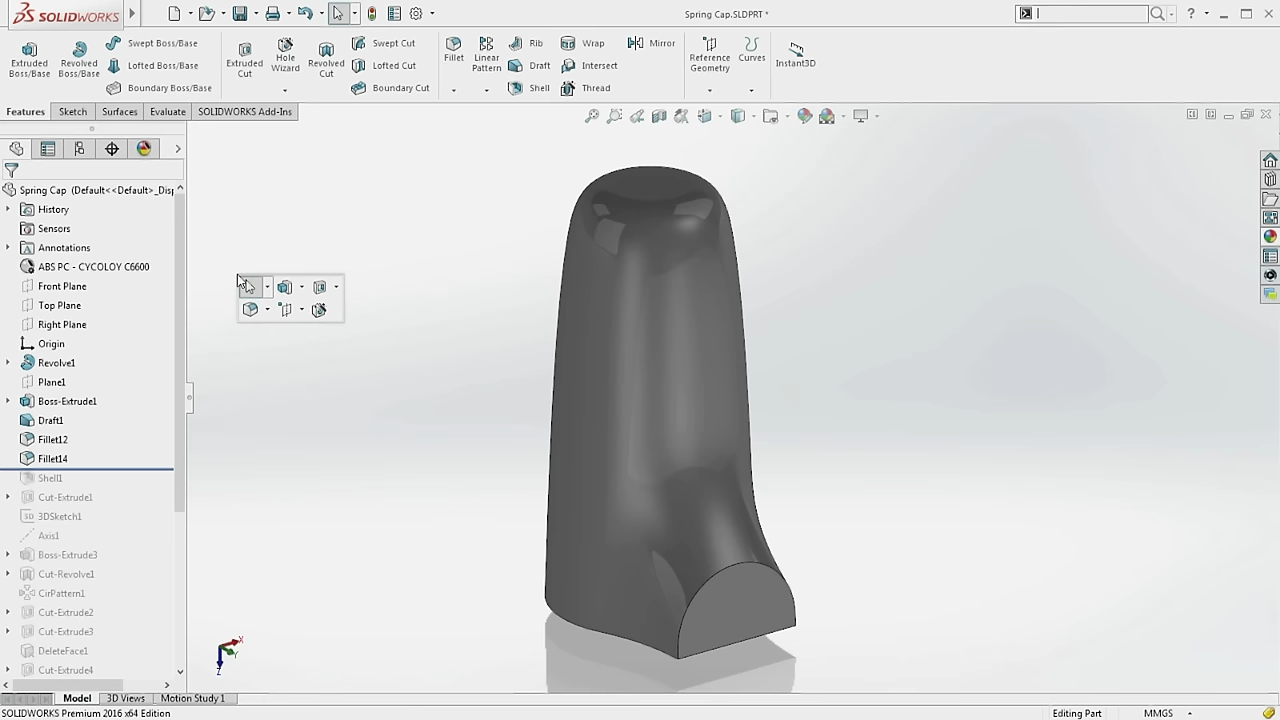 SOLIDWORKS
Spring Cap.SLDPRT *
Extruded Boss/Base
Revolved Boss/Base
Swept Boss/Base
Lofted Boss/Base
Boundary Boss/Base
Extruded Cut
Hole Wizard
Revolved Cut
Swept Cut
Lofted Cut
Boundary Cut
Fillet
Linear Pattern
Rib
Draft
Shell
Wrap
Intersect
Thread
Mirror
Reference Geometry
Curves
Instant3D
Features Sketch Surfaces Evaluate SOLIDWORKS Add-Ins
Spring Cap (Default<<Default>_Disp
History
Sensors
Annotations
ABS PC - CYCOLOY C6600
Front Plane
Top Plane
Right Plane
Origin
Revolve1
Plane1
Boss-Extrude1
Draft1
Fillet12
Fillet14
Shell1
Cut-Extrude1
3DSketch1
Axis1
Boss-Extrude3
Cut-Revolve1
CirPattern1
Cut-Extrude2
Cut-Extrude3
DeleteFace1
Cut-Extrude4
X
Y
Z
Model 3D Views Motion Study 1
SOLIDWORKS Premium 2016 x64 Edition
Editing Part
MMGS